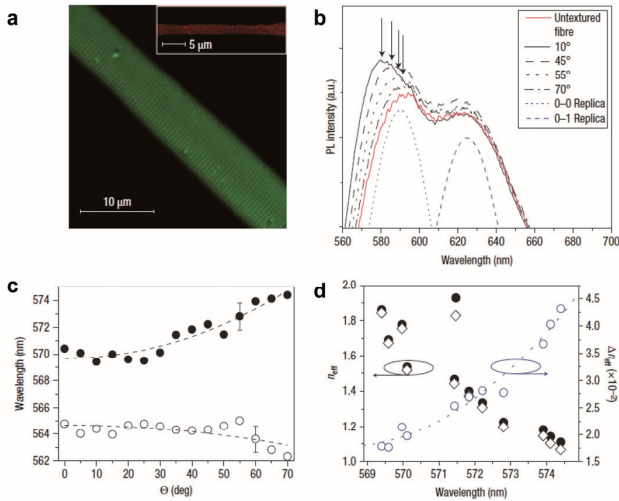 a
5 μm
10 μm
b
PL intensity (a.u.)
Untextured
fibre
10°
45°
55°
70°
0–0 Replica
0–1 Replica
560 580 600 620 640 660 680 700
Wavelength (nm)
c
Wavelength (nm)
574
572
570
568
566
564
562
0 10 20 30 40 50 60 70
Θ (deg)
d
neff
2.0
1.8
1.6
1.4
1.2
1.0
Δneff (×10–2)
4.5
4.0
3.5
3.0
2.5
2.0
1.5
569 570 571 572 573 574
Wavelength (nm)